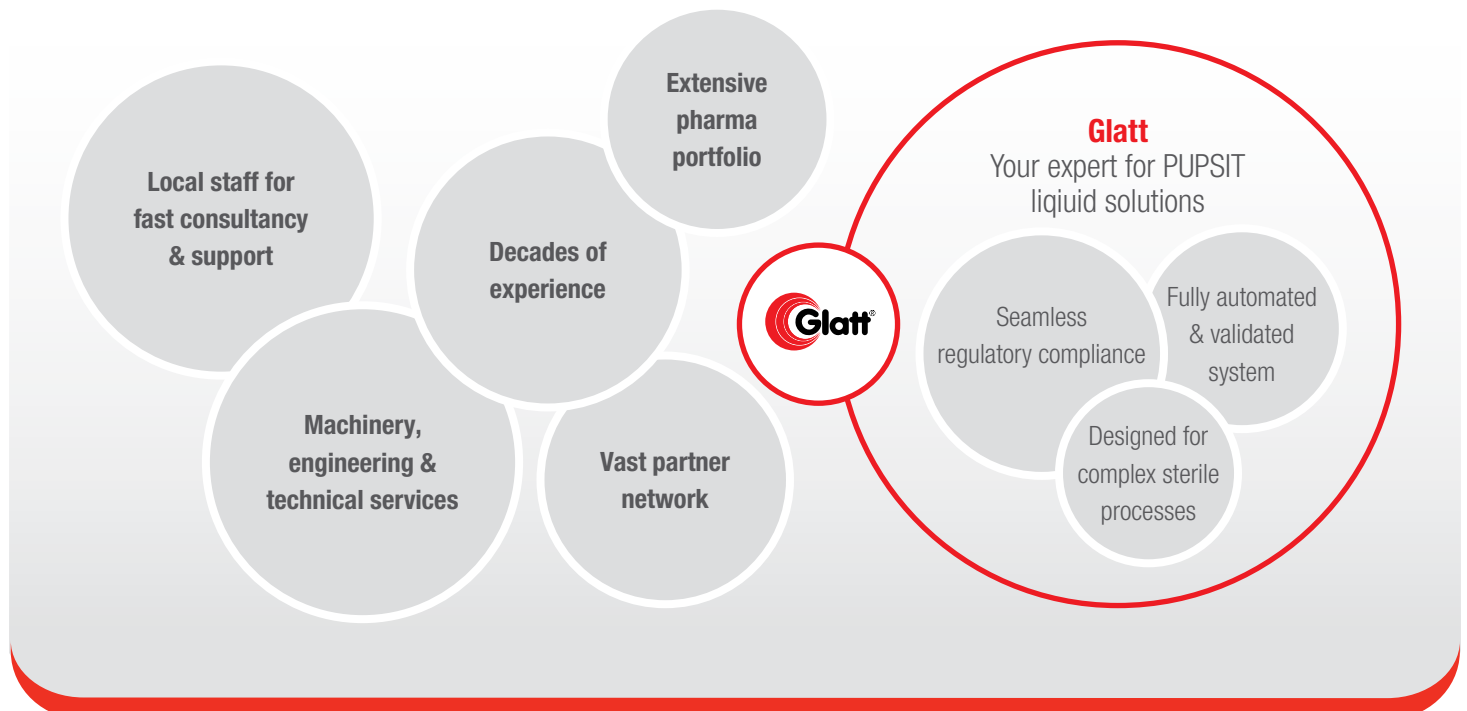 Extensive
pharma
portfolio
Local staff for
fast consultancy
& support
Decades of
experience
Machinery,
engineering &
technical services
Vast partner
network
Glatt®
Glatt
Your expert for PUPSIT
liqiuid solutions
Seamless
regulatory compliance
Fully automated
& validated
system
Designed for
complex sterile
processes